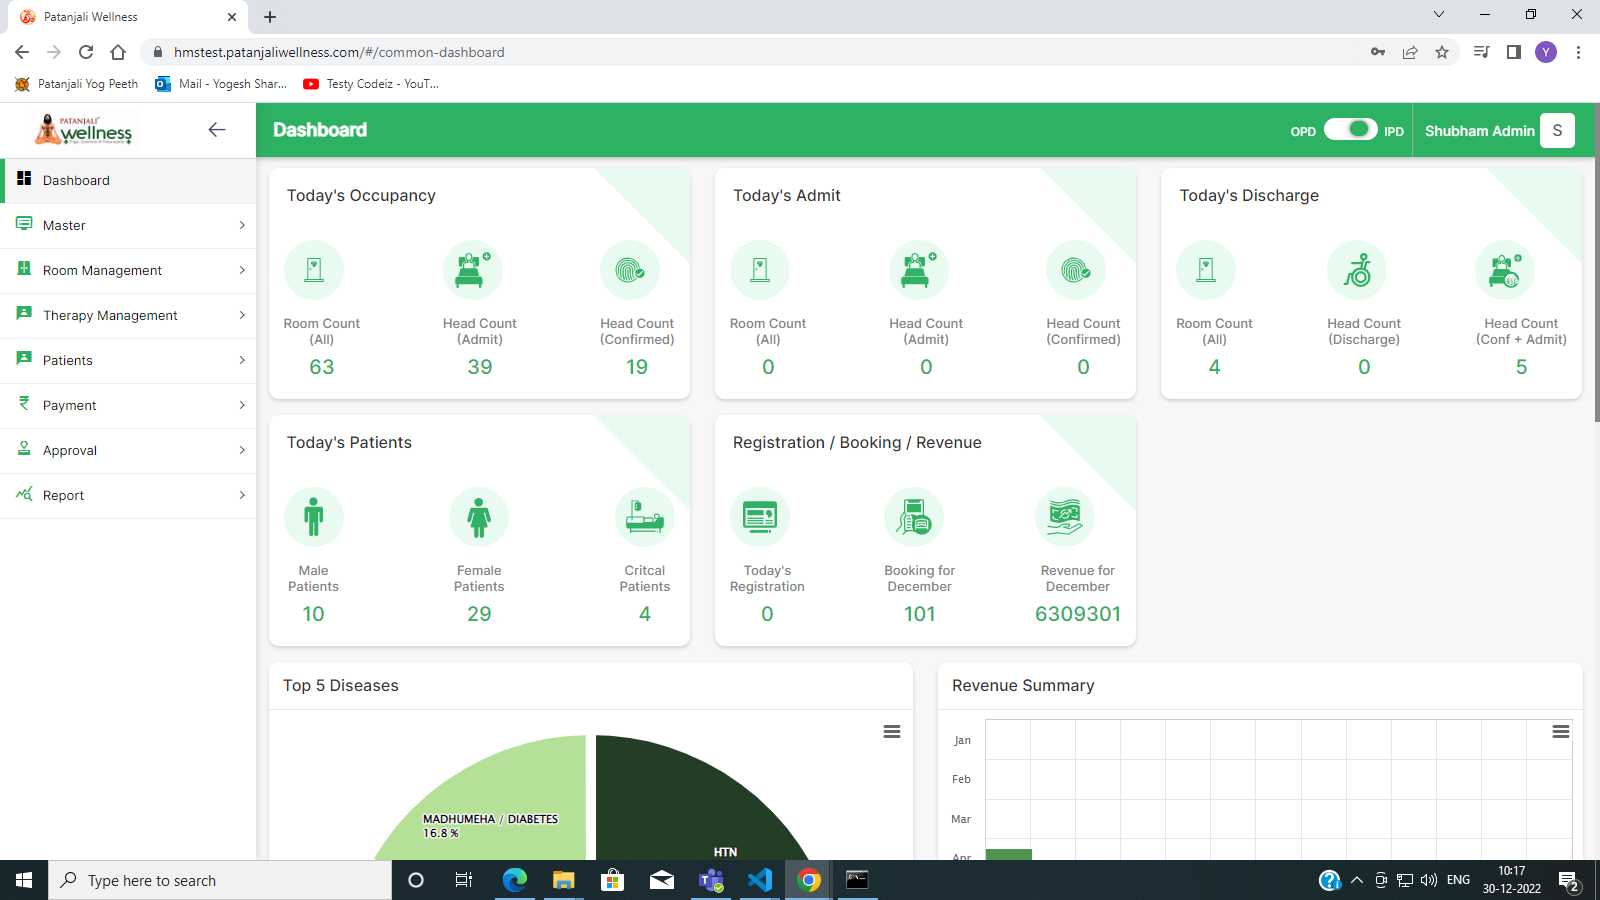 Patanjali Wellness
hmstest.patanjaliwellness.com/#/common-dashboard
Y
Patanjali Yog Peeth
Mail - Yogesh Shar...
Testy Codeiz - YouT...
PATANJALI
wellness
Dashboard
OPD
IPD
Shubham Admin
S
Dashboard
Master
Room Management
Therapy Management
Patients
Payment
Approval
Report
Today's Occupancy
Room Count
(All)
63
Head Count
(Admit)
39
Head Count
(Confirmed)
19
Today's Admit
Room Count
(All)
0
Head Count
(Admit)
0
Head Count
(Confirmed)
0
Today's Discharge
Room Count
(All)
4
Head Count
(Discharge)
0
Head Count
(Conf + Admit)
5
Today's Patients
Male
Patients
10
Female
Patients
29
Critcal
Patients
4
Registration / Booking / Revenue
Today's
Registration
0
Booking for
December
101
Revenue for
December
6309301
Top 5 Diseases
MADHUMEHA / DIABETES
16.8 %
HTN
Revenue Summary
Jan
Feb
Mar
Apr
Type here to search
ENG
10:17
30-12-2022
2